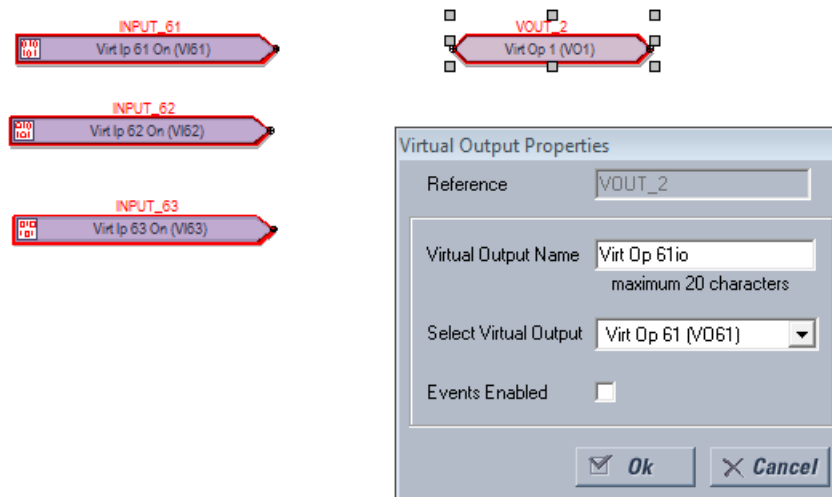 INPUT_61
Virt Ip 61 On (VI61)
VOUT_2
Virt Op 1 (VO1)
INPUT_62
Virt Ip 62 On (VI62)
INPUT_63
Virt Ip 63 On (VI63)
Virtual Output Properties
Reference VOUT_2
Virtual Output Name Virt Op 61io
maximum 20 characters
Select Virtual Output Virt Op 61 (VO61)
Events Enabled
Ok Cancel